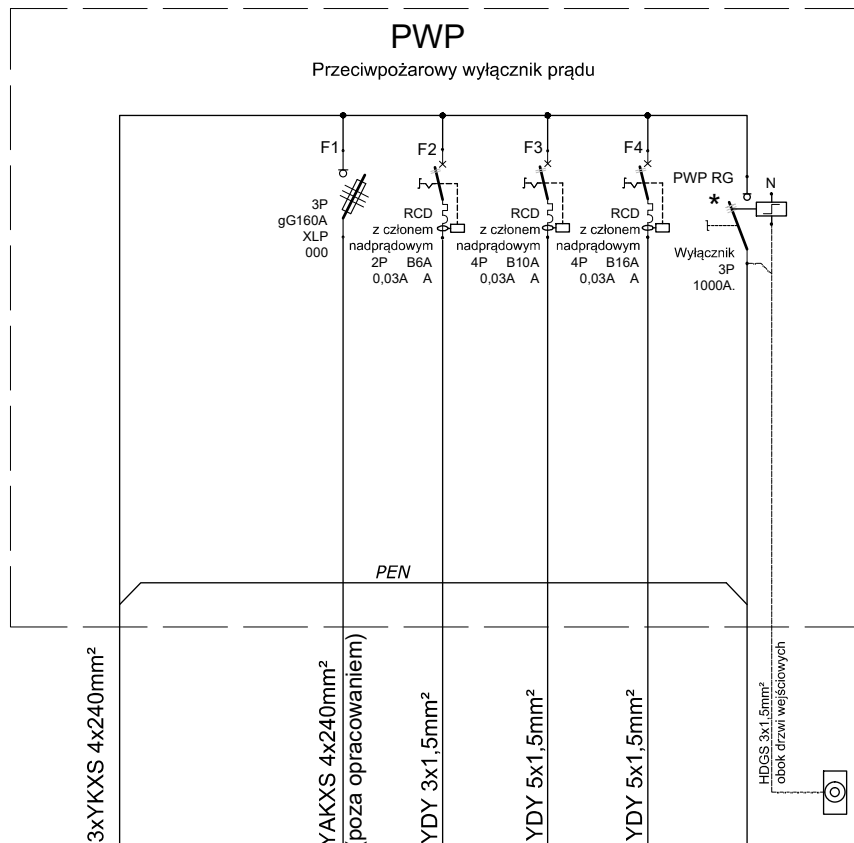 PWP
Przeciwpożarowy wyłącznik prądu
F1
3P
gG160A
XLP
000
F2
RCD
z członem
nadprądowym
2P B6A
0,03A A
F3
RCD
z członem
nadprądowym
4P B10A
0,03A A
F4
RCD
z członem
nadprądowym
4P B16A
0,03A A
PWP RG
N
*
Wyłącznik
3P
1000A.
PEN
3xYKXS 4x240mm²
YAKXS 4x240mm²
(poza opracowaniem)
YDY 3x1,5mm²
YDY 5x1,5mm²
YDY 5x1,5mm²
HDGS 3x1,5mm²
obok drzwi wejściowych